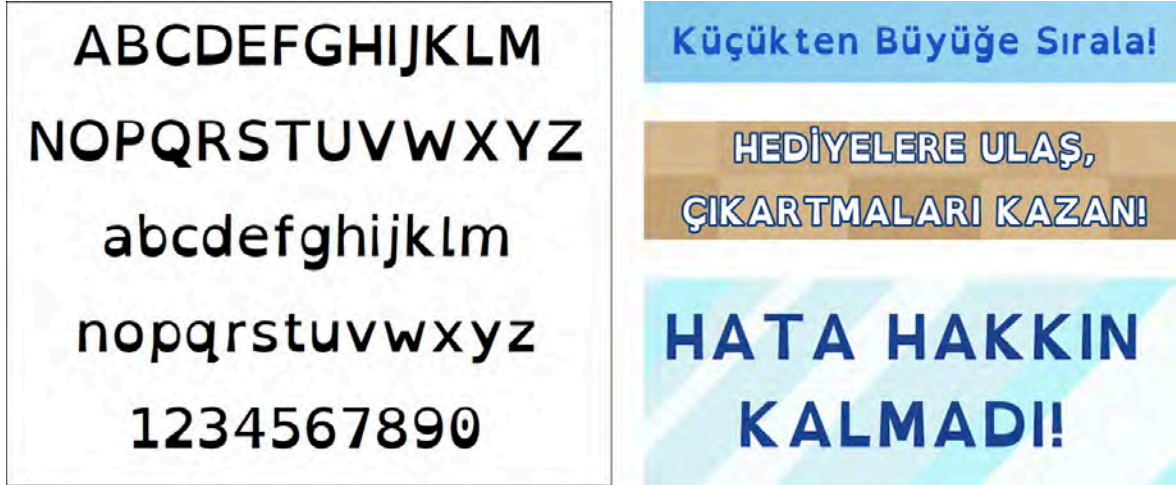 ABCDEFGHIJKLM
NOPQRSTUVWXYZ
abcdefghijklm
nopqrstuvwxyz
1234567890
Küçükten Büyüğe Sırala!
HEDİYELERE ULAŞ,
ÇIKARTMALARI KAZAN!
HATA HAKKIN
KALMADI!